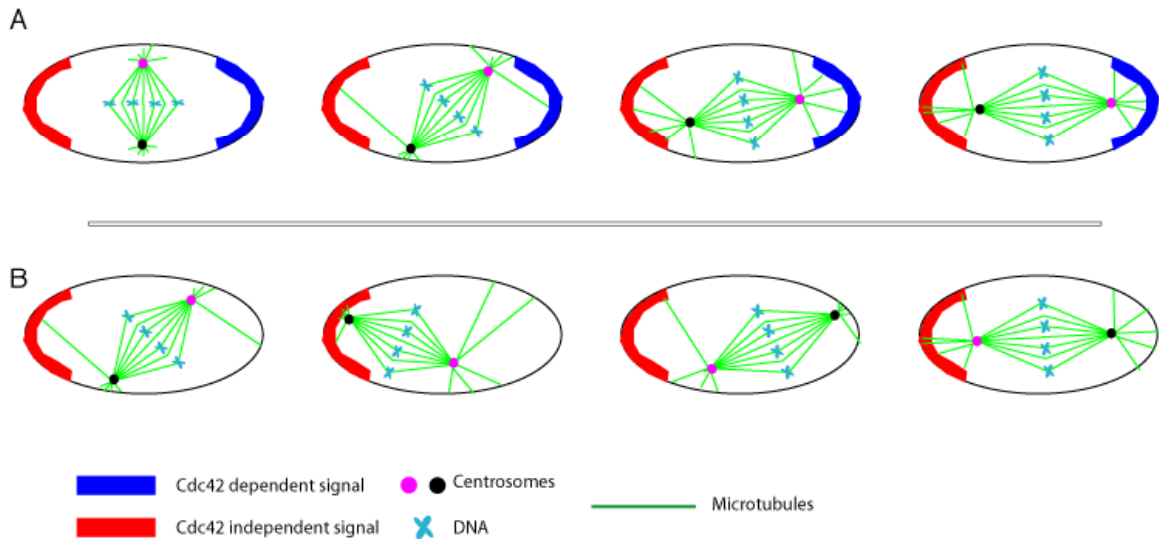 A
B
Cdc42 dependent signal
Centrosomes
Microtubules
Cdc42 independent signal
DNA